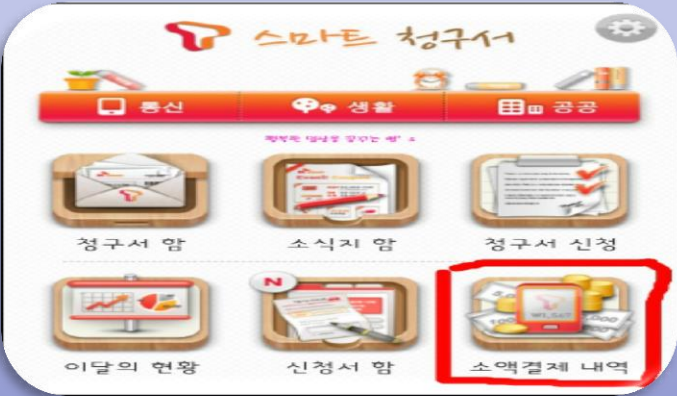 스마트 청구서
통신 생활 공공
청구서 함 소식지 함 청구서 신청
N
이달의 현황 신청서 함 소액결제 내역